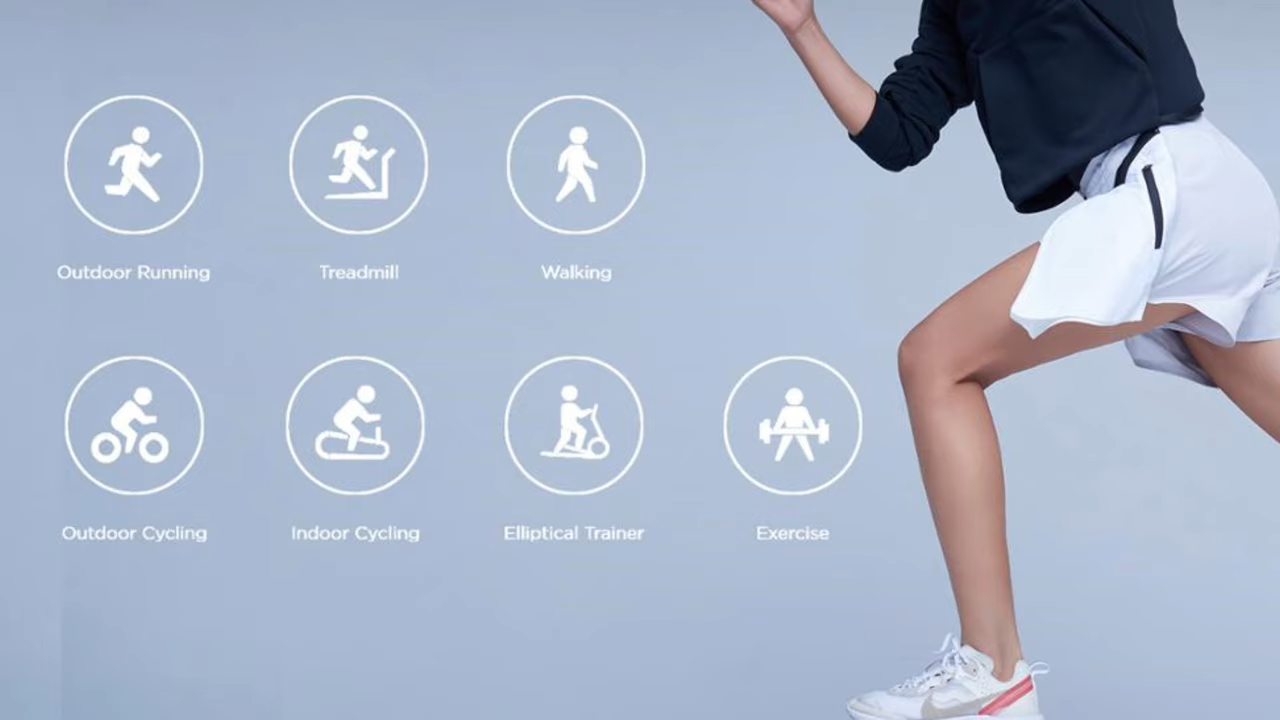 Outdoor Running
Treadmill
Walking
Outdoor Cycling
Indoor Cycling
Elliptical Trainer
Exercise